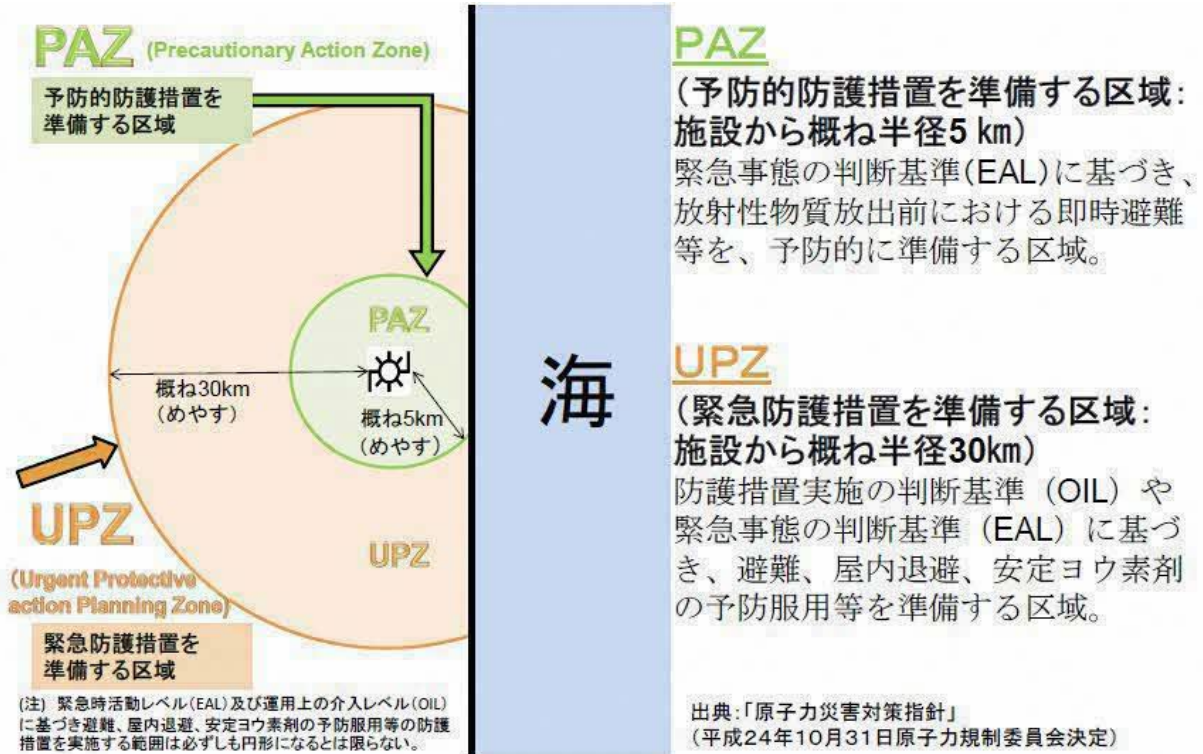 PAZ (Precautionary Action Zone)
予防的防護措置を
準備する区域
PAZ
概ね30km
(めやす)
概ね5km
(めやす)
UPZ
UPZ
(Urgent Protective
action Planning Zone)
緊急防護措置を
準備する区域
(注) 緊急時活動レベル(EAL)及び運用上の介入レベル(OIL)
に基づき避難、屋内退避、安定ヨウ素剤の予防服用等の防護
措置を実施する範囲は必ずしも円形になるとは限らない。
海
PAZ
(予防的防護措置を準備する区域:
施設から概ね半径5 km)
緊急事態の判断基準(EAL)に基づき、
放射性物質放出前における即時避難
等を、予防的に準備する区域。
UPZ
(緊急防護措置を準備する区域:
施設から概ね半径30km)
防護措置実施の判断基準（OIL）や
緊急事態の判断基準（EAL）に基づ
き、避難、屋内退避、安定ヨウ素剤
の予防服用等を準備する区域。
出典:「原子力災害対策指針」
(平成24年10月31日原子力規制委員会決定)